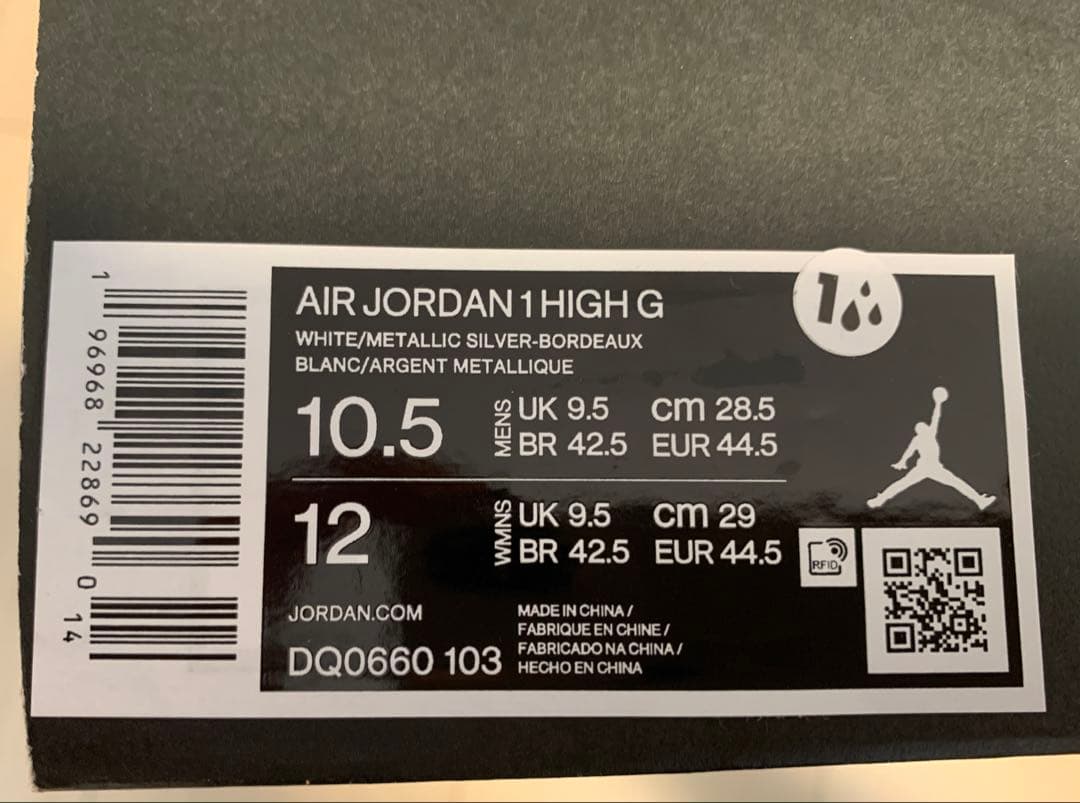 AIR JORDAN 1 HIGH G
WHITE/METALLIC SILVER-BORDEAUX
BLANC/ARGENT METALLIQUE
10.5 MENS UK 9.5 cm 28.5
BR 42.5 EUR 44.5
12 WMNS UK 9.5 cm 29
BR 42.5 EUR 44.5
JORDAN.COM
DQ0660 103
MADE IN CHINA /
FABRIQUE EN CHINE /
FABRICADO NA CHINA /
HECHO EN CHINA
RFID
1
1 96968 22869 0 14